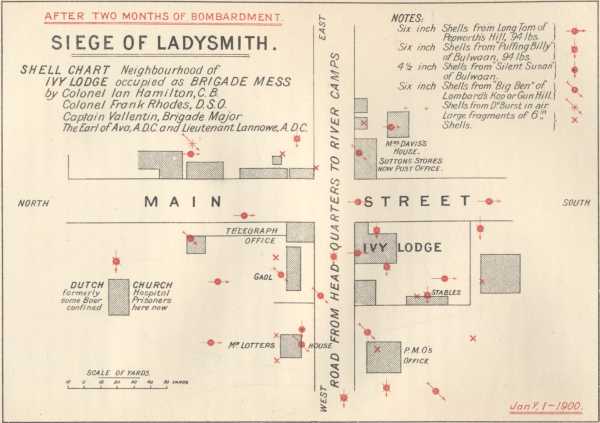 AFTER TWO MONTHS OF BOMBARDMENT.
SIEGE OF LADYSMITH.
SHELL CHART Neighbourhood of
IVY LODGE occupied as BRIGADE MESS
by Colonel Ian Hamilton, C.B.
Colonel Frank Rhodes, D.S.O.
Captain Vallentin, Brigade Major
The Earl of Ava, A.D.C. and Lieutenant Lannowe, A.D.C.
EAST
NOTES:
Six inch Shells from Long Tom of
Pepworth's Hill, 94 lbs.
Six inch Shells from "Puffing Billy"
of Bulwaan, 94 lbs.
4½ inch Shells from "Silent Susan"
of Bulwaan.
Six inch Shells from "Big Ben" of
Lombard's Kop or Gun Hill.
Shells from Do Burst in air
Large fragments of 6in
Shells.
Mrs DAVIS'S
HOUSE.
SUTTONS STORES
NOW POST OFFICE.
NORTH
MAIN STREET
SOUTH
ROAD FROM HEAD QUARTERS TO RIVER CAMPS
TELEGRAPH
OFFICE
IVY LODGE
GAOL
DUTCH CHURCH
formerly Hospital
some Boer Prisoners
confined here now
STABLES
Mr LOTTERS HOUSE
P.M.O's
OFFICE
SCALE OF YARDS.
10 0 10 20 30 40 50 YARDS
WEST
Jany. 1-1900.